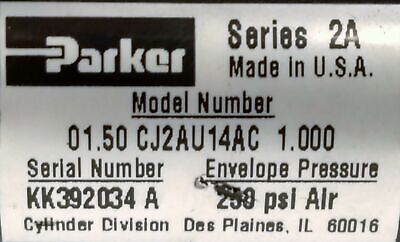 Parker
Series 2A
Made in U.S.A.
Model Number
01.50 CJ2AU14AC 1.000
Serial Number Envelope Pressure
KK392034 A 250 psi Air
Cylinder Division Des Plaines, IL 60016